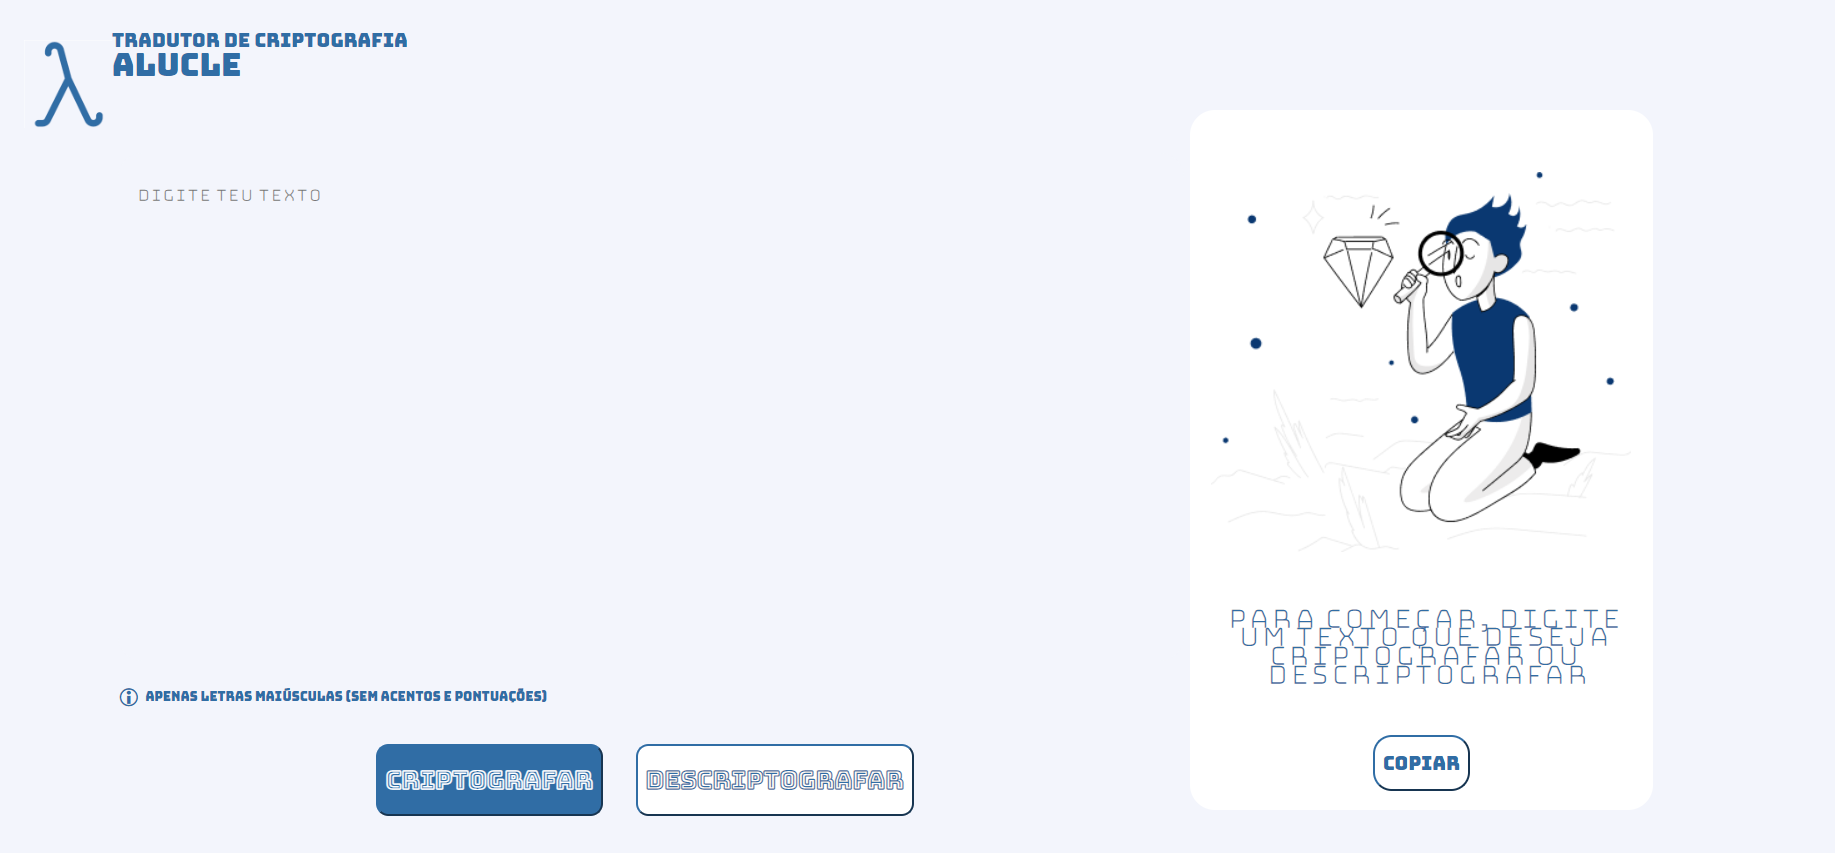 λ
TRADUTOR DE CRIPTOGRAFIA
ALUCLE
DIGITE TEU TEXTO
APENAS LETRAS MAIÚSCULAS (SEM ACENTOS E PONTUAÇÕES)
CRIPTOGRAFAR
DESCRIPTOGRAFAR
PARA COMEÇAR, DIGITE
UM TEXTO QUE DESEJA
CRIPTOGRAFAR OU
DESCRIPTOGRAFAR
COPIAR